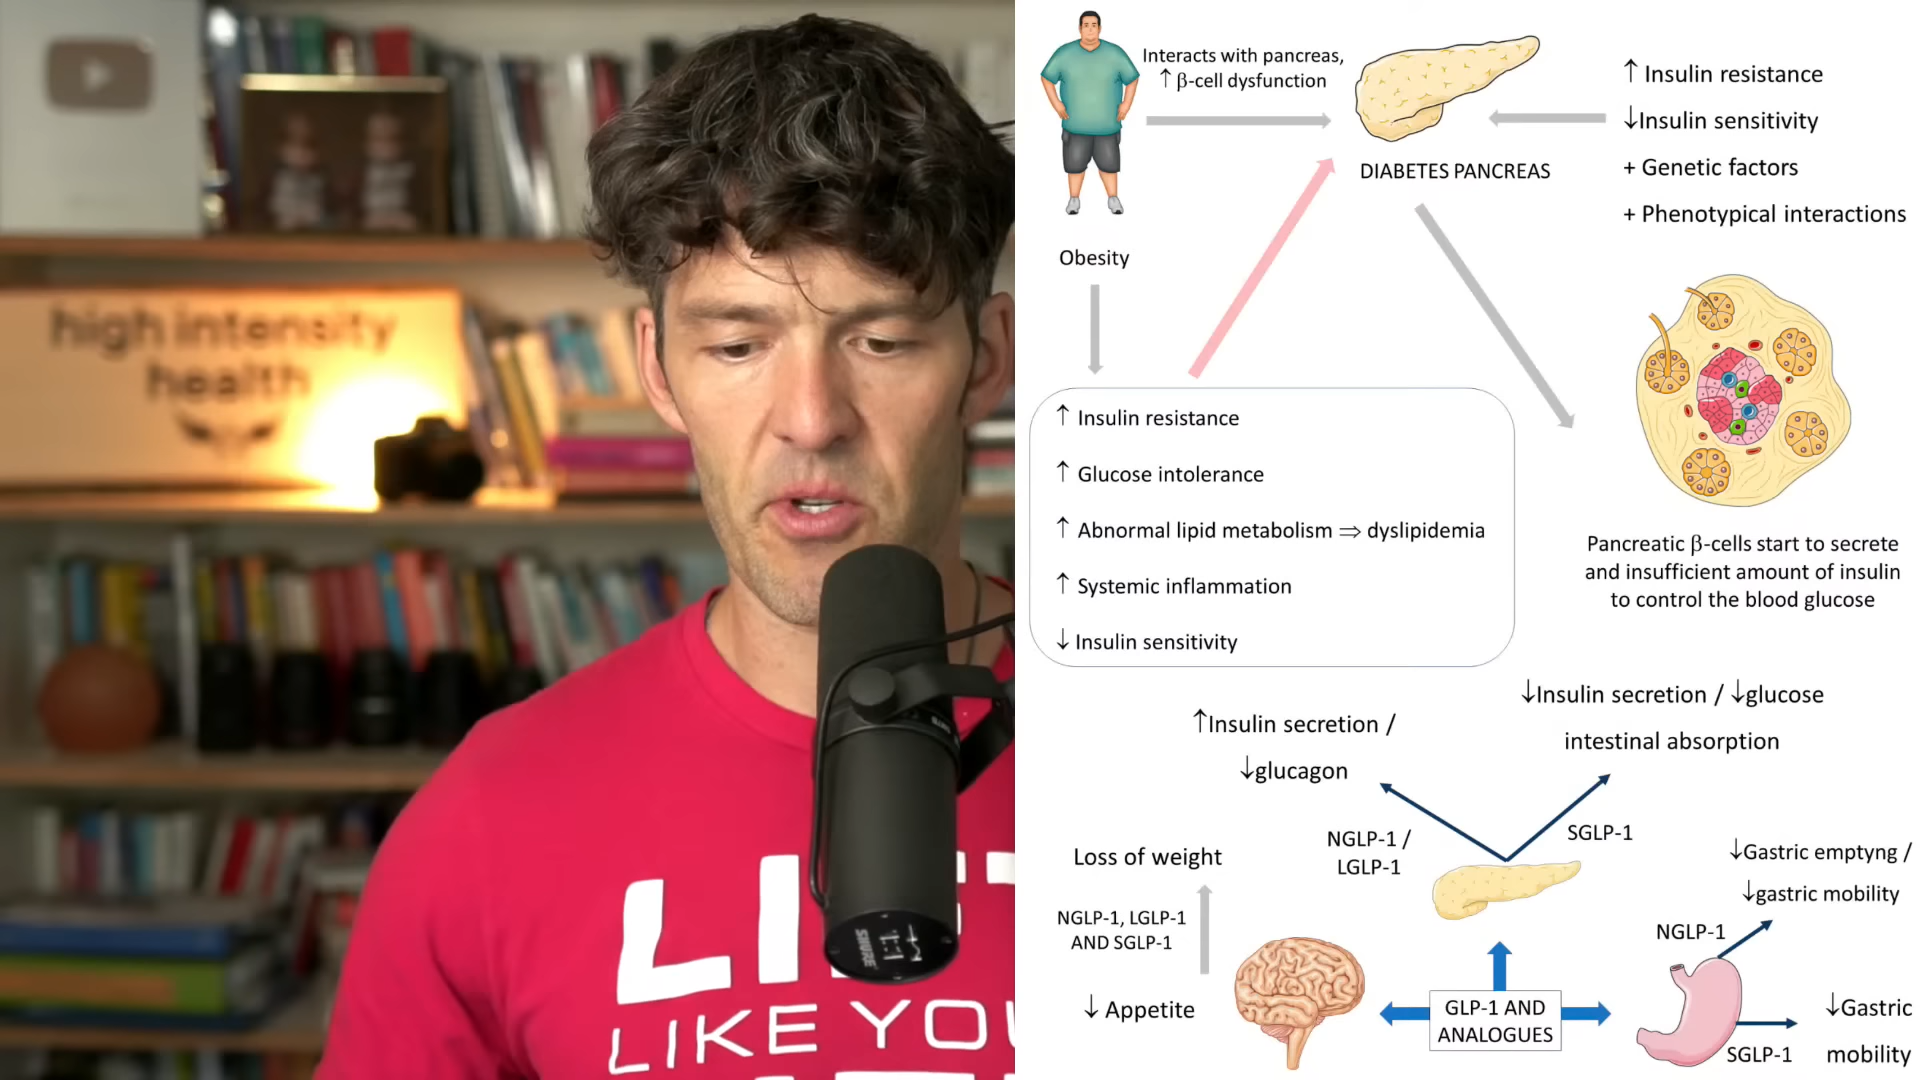 high intensity
health
LIFT
LIKE YOU
SHURE
Interacts with pancreas,
↑ β-cell dysfunction
DIABETES PANCREAS
↑ Insulin resistance
↓Insulin sensitivity
+ Genetic factors
+ Phenotypical interactions
Obesity
↑ Insulin resistance
↑ Glucose intolerance
↑ Abnormal lipid metabolism ⇒ dyslipidemia
↑ Systemic inflammation
↓ Insulin sensitivity
Pancreatic β-cells start to secrete
and insufficient amount of insulin
to control the blood glucose
↑Insulin secretion /
↓glucagon
↓Insulin secretion / ↓glucose
intestinal absorption
NGLP-1 /
LGLP-1
SGLP-1
Loss of weight
NGLP-1, LGLP-1
AND SGLP-1
↓ Appetite
GLP-1 AND
ANALOGUES
↓Gastric emptyng /
↓gastric mobility
NGLP-1
↓Gastric
mobility
SGLP-1